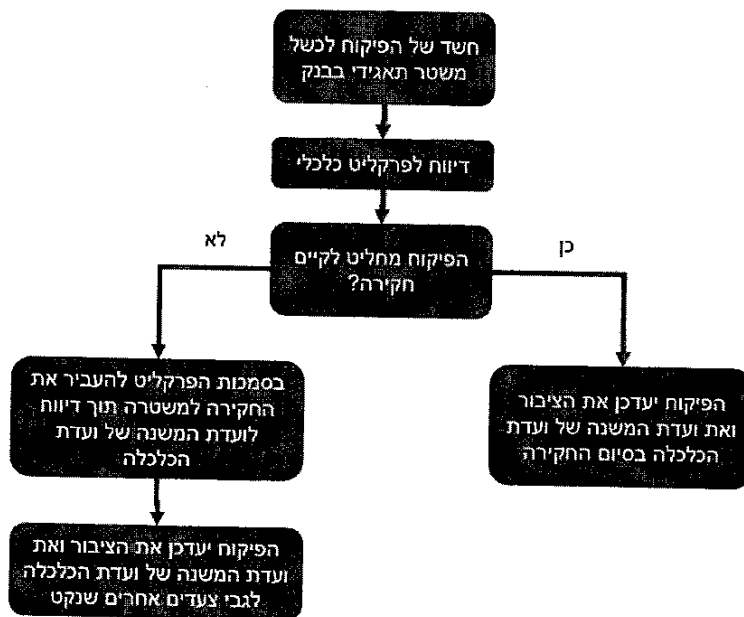 חשד של הפיקוח לכשל
משטר תאגידי בבנק
דיווח לפרקליט כלכלי
הפיקוח מחליט לקיים
חקירה?
כן
לא
הפיקוח יעדכן את הציבור
ואת ועדת המשנה של ועדת
הכלכלה בסיום החקירה
בסמכות הפרקליט להעביר את
החקירה למשטרה תוך דיווח
לועדת המשנה של ועדת
הכלכלה
הפיקוח יעדכן את הציבור ואת
ועדת המשנה של ועדת הכלכלה
לגבי צעדים אחרים שנקט